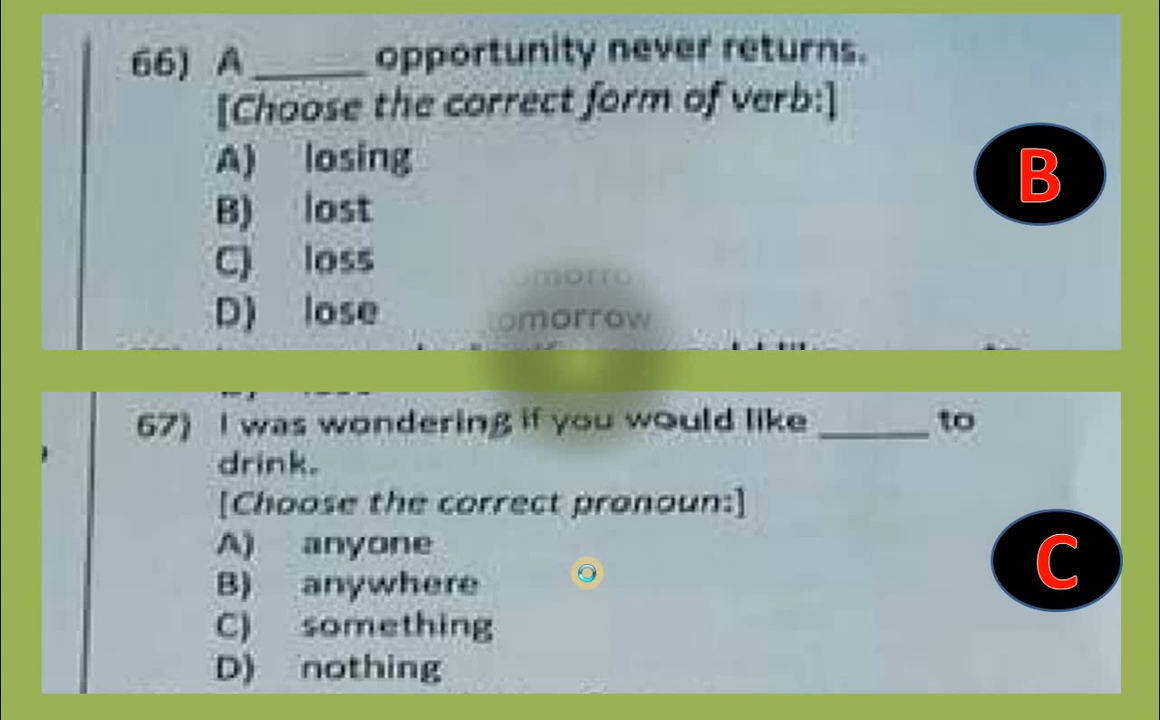 66) A ______ opportunity never returns.
[Choose the correct form of verb:]
A) losing
B) lost
C) loss
D) lose
B
omorrow
67) I was wondering if you would like ______ to
drink.
[Choose the correct pronoun:]
A) anyone
B) anywhere
C) something
D) nothing
C